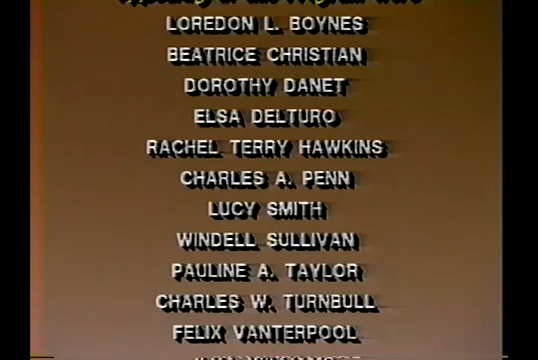 LOREDON L. BOYNES
BEATRICE CHRISTIAN
DOROTHY DANET
ELSA DELTURO
RACHEL TERRY HAWKINS
CHARLES A. PENN
LUCY SMITH
WINDELL SULLIVAN
PAULINE A. TAYLOR
CHARLES W. TURNBULL
FELIX VANTERPOOL